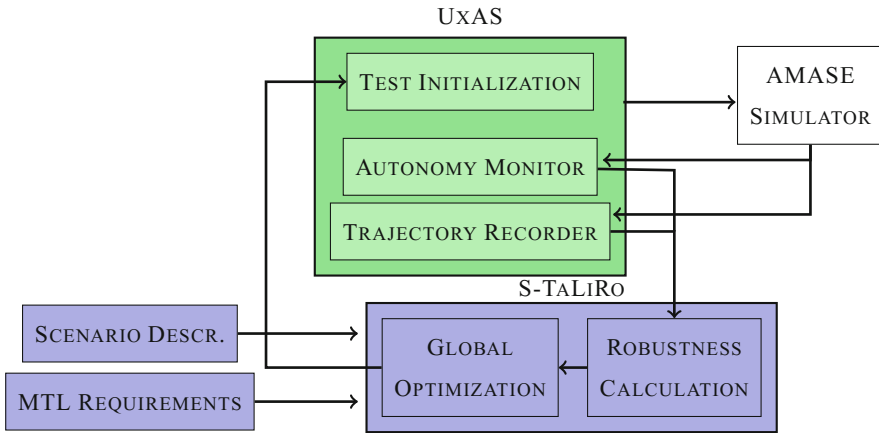 UxAS
TEST INITIALIZATION
AMASE
SIMULATOR
AUTONOMY MONITOR
TRAJECTORY RECORDER
S-TALIRO
SCENARIO DESCR.
MTL REQUIREMENTS
GLOBAL
OPTIMIZATION
ROBUSTNESS
CALCULATION